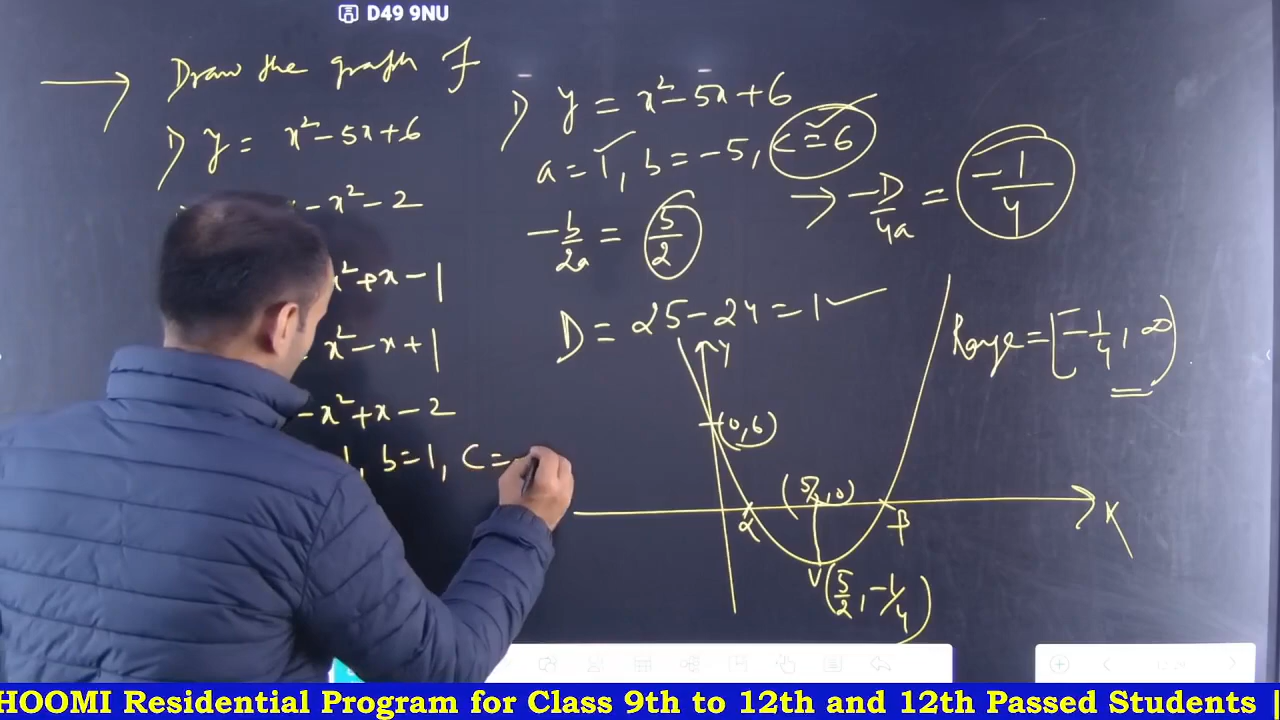 D49 9NU
Draw the graph of
1) y = x² - 5x + 6
- x² - 2
x² + x - 1
x² - x + 1
- x² + x - 2
1, b = 1, c =
1) y = x² - 5x + 6
a = 1, b = -5, c = 6
-b/2a = 5/2
→ -D/4a = -1/4
D = 25 - 24 = 1
Range = [-1/4, ∞)
y
(0, 6)
(5/2, 0)
α
β
X
V(5/2, -1/4)
HOOMI Residential Program for Class 9th to 12th and 12th Passed Students |